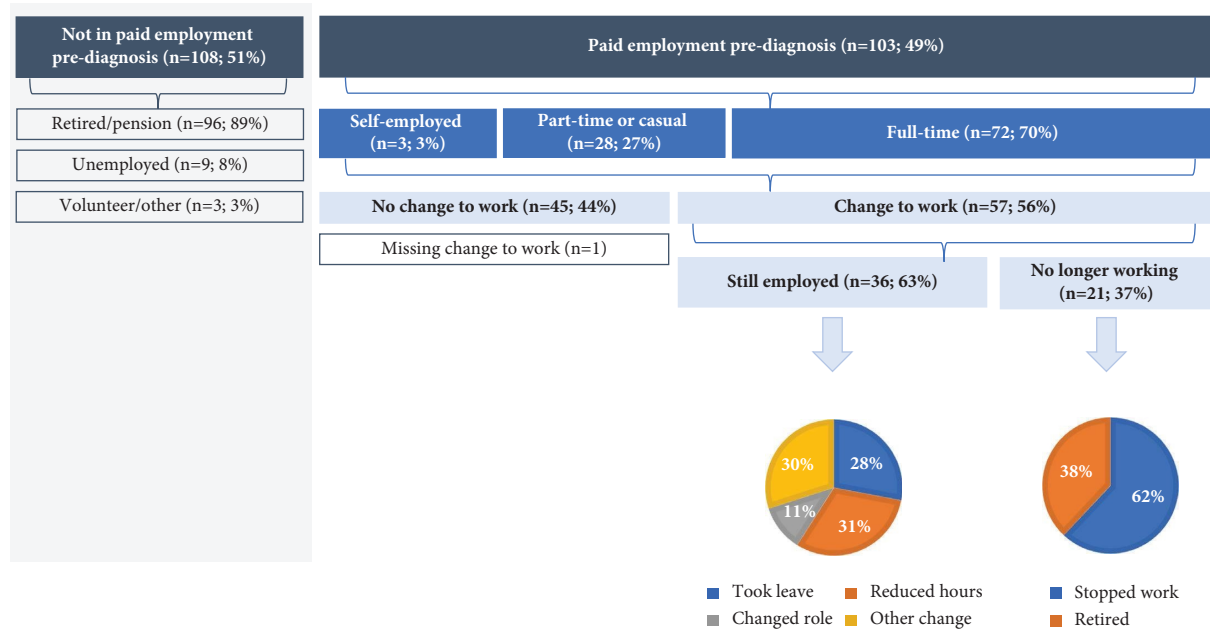 Not in paid employment
pre-diagnosis (n=108; 51%)
Retired/pension (n=96; 89%)
Unemployed (n=9; 8%)
Volunteer/other (n=3; 3%)
Paid employment pre-diagnosis (n=103; 49%)
Self-employed
(n=3; 3%)
Part-time or casual
(n=28; 27%)
Full-time (n=72; 70%)
No change to work (n=45; 44%)
Change to work (n=57; 56%)
Missing change to work (n=1)
Still employed (n=36; 63%)
No longer working
(n=21; 37%)
30%
28%
11%
31%
38%
62%
Took leave
Reduced hours
Changed role
Other change
Stopped work
Retired